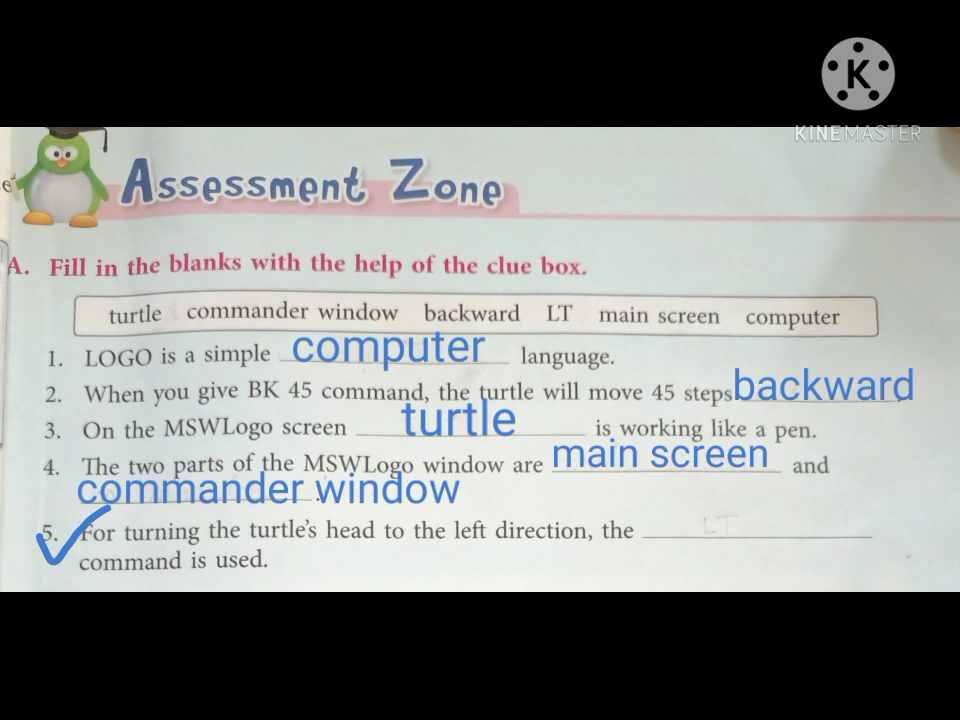 K
KINEMASTER
Assessment Zone
A. Fill in the blanks with the help of the clue box.
turtle commander window backward LT main screen computer
1. LOGO is a simple computer language.
2. When you give BK 45 command, the turtle will move 45 steps backward.
3. On the MSWLogo screen turtle is working like a pen.
4. The two parts of the MSWLogo window are main screen and
commander window.
5. For turning the turtle's head to the left direction, the LT
command is used.